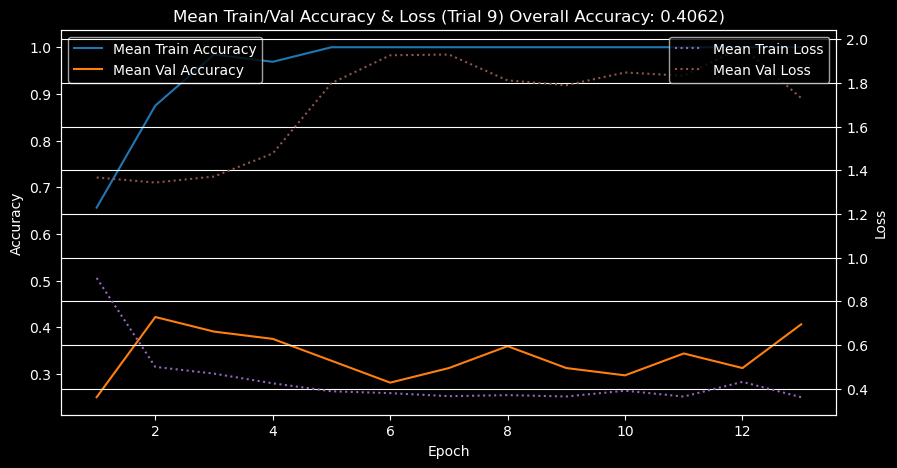 Mean Train/Val Accuracy & Loss (Trial 9) Overall Accuracy: 0.4062)
Mean Train Accuracy
Mean Val Accuracy
Mean Train Loss
Mean Val Loss
1.0
0.9
0.8
0.7
0.6
0.5
0.4
0.3
Accuracy
2.0
1.8
1.6
1.4
1.2
1.0
0.8
0.6
0.4
Loss
2 4 6 8 10 12
Epoch